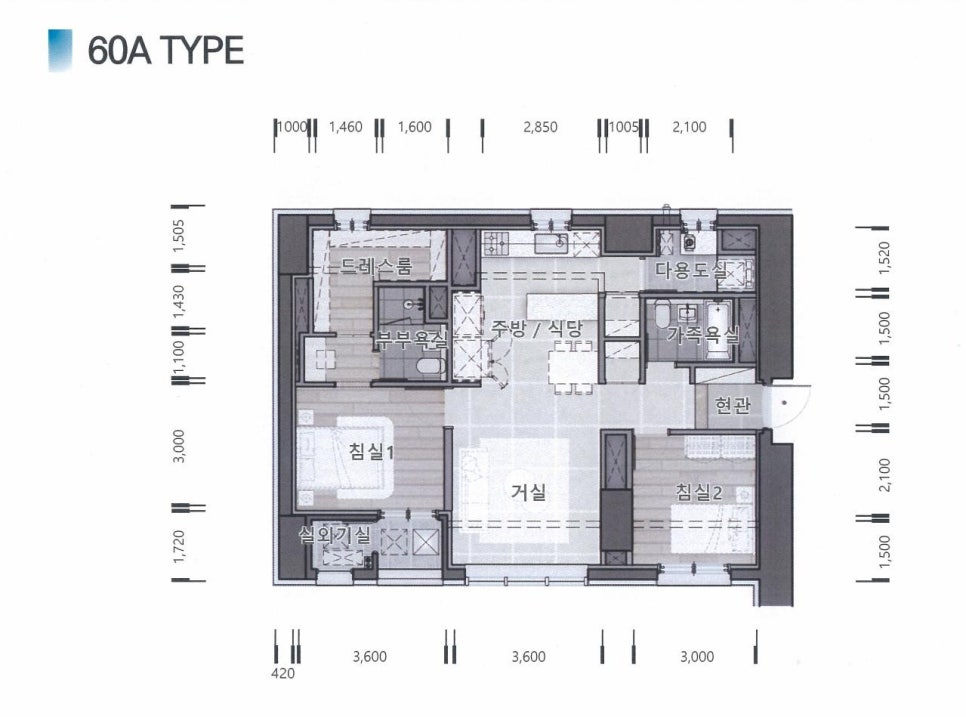 60A TYPE
1000 1,460 1,600 2,850 1005 2,100
1,505
1,430
1,100
3,000
1,720
드레스룸
다용도실
부부욕실
주방 / 식당
가족욕실
현관
침실1
거실
침실2
실외기실
1,520
1,500
1,500
2,100
1,500
420 3,600 3,600 3,000